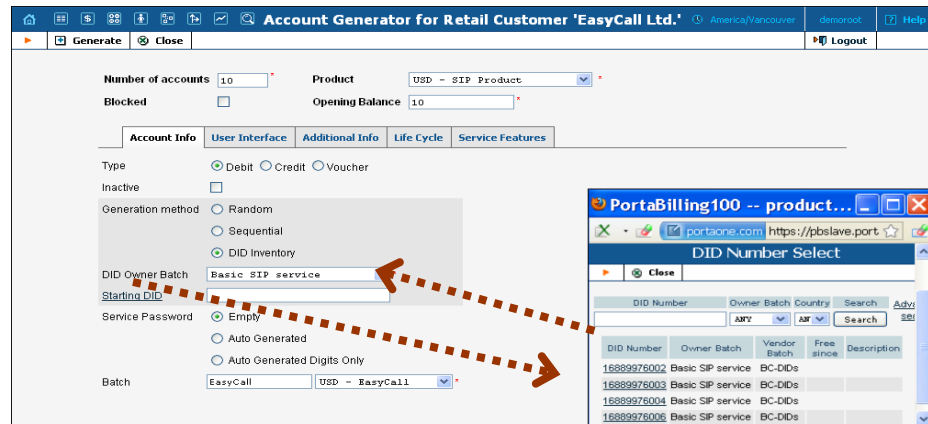 Account Generator for Retail Customer 'EasyCall Ltd.' America/Vancouver demoroot Help
Generate Close Logout
Number of accounts 10 * Product USD - SIP Product *
Blocked Opening Balance 10 *
Account Info User Interface Additional Info Life Cycle Service Features
Type Debit Credit Voucher
Inactive
Generation method Random
Sequential
DID Inventory
DID Owner Batch Basic SIP service
Starting DID
Service Password Empty
Auto Generated
Auto Generated Digits Only
Batch EasyCall USD - EasyCall *
PortaBilling100 -- product...
portaone.com https://pbslave.port
DID Number Select
Close
DID Number Owner Batch Country Search
ANY Search
DID Number Owner Batch Vendor Batch Free since Description
16889976002 Basic SIP service BC-DIDs
16889976003 Basic SIP service BC-DIDs
16889976004 Basic SIP service BC-DIDs
16889976006 Basic SIP service BC-DIDs